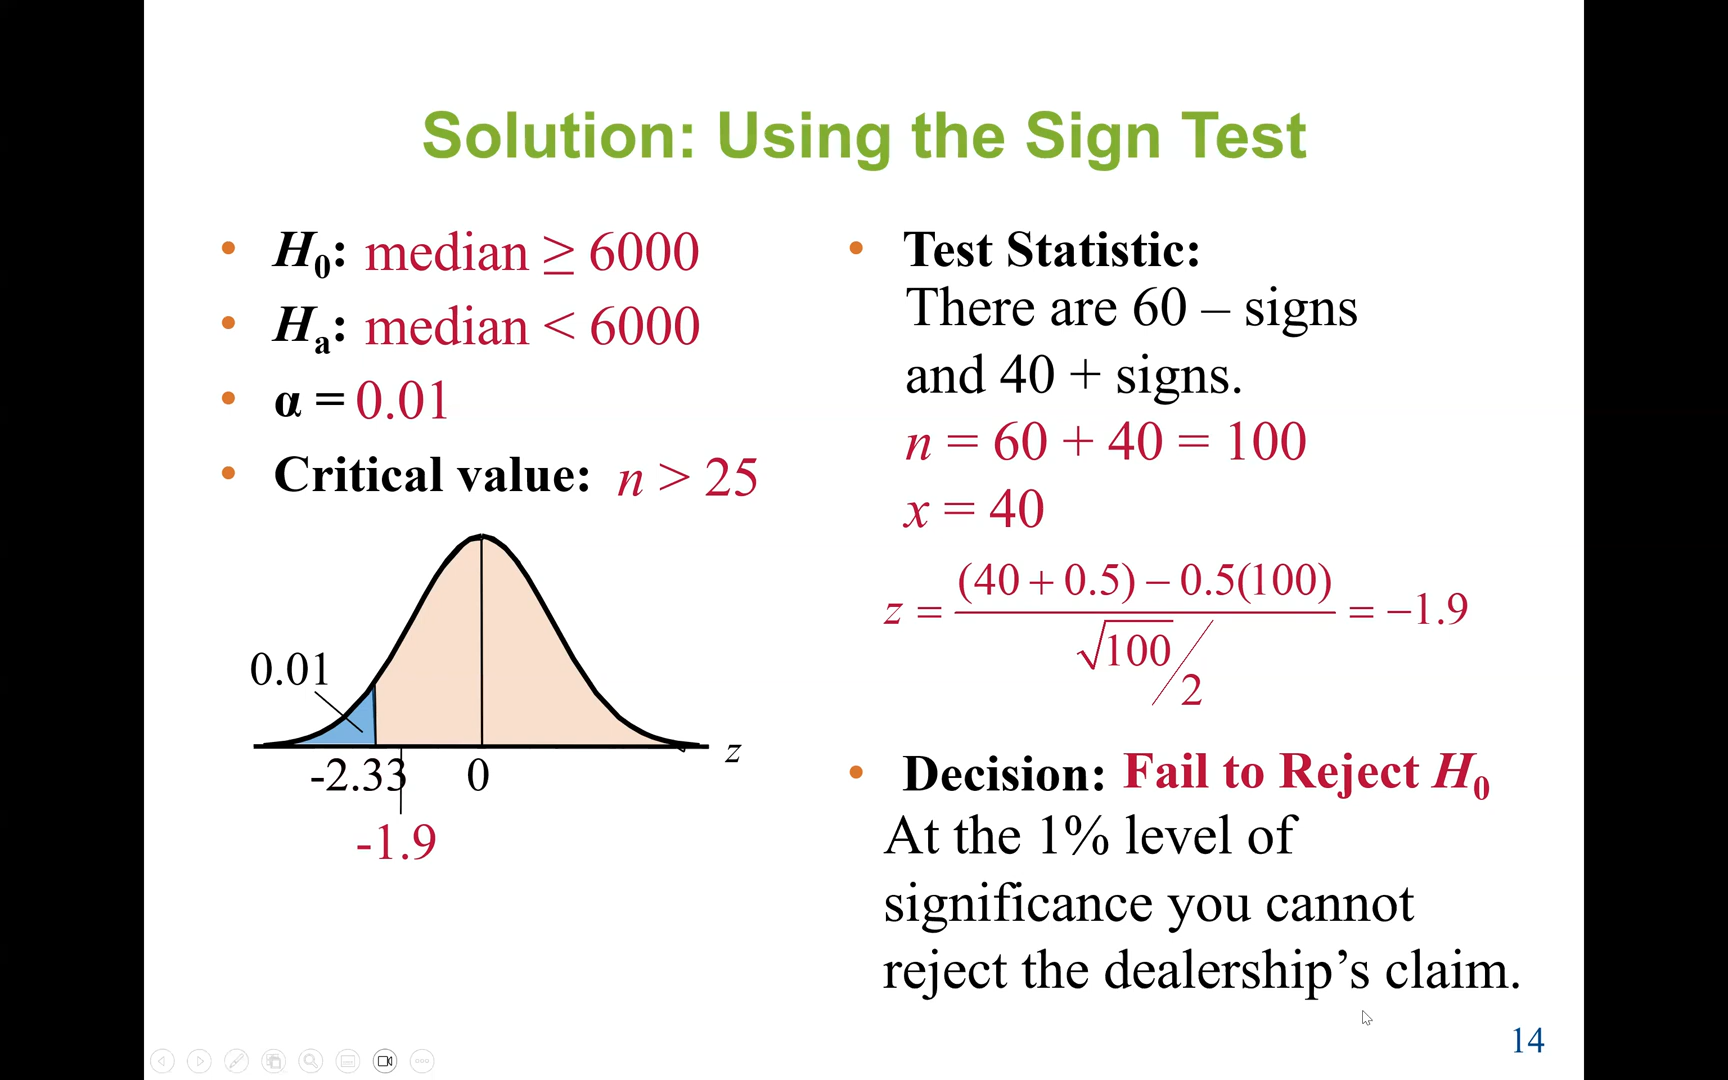 Solution: Using the Sign Test
• H₀: median ≥ 6000
• Hₐ: median < 6000
• α = 0.01
• Critical value: n > 25
0.01
-2.33 0 z
-1.9
• Test Statistic:
There are 60 – signs
and 40 + signs.
n = 60 + 40 = 100
x = 40
z = ((40 + 0.5) − 0.5(100)) / (√100/2) = −1.9
• Decision: Fail to Reject H₀
At the 1% level of
significance you cannot
reject the dealership’s claim.
14